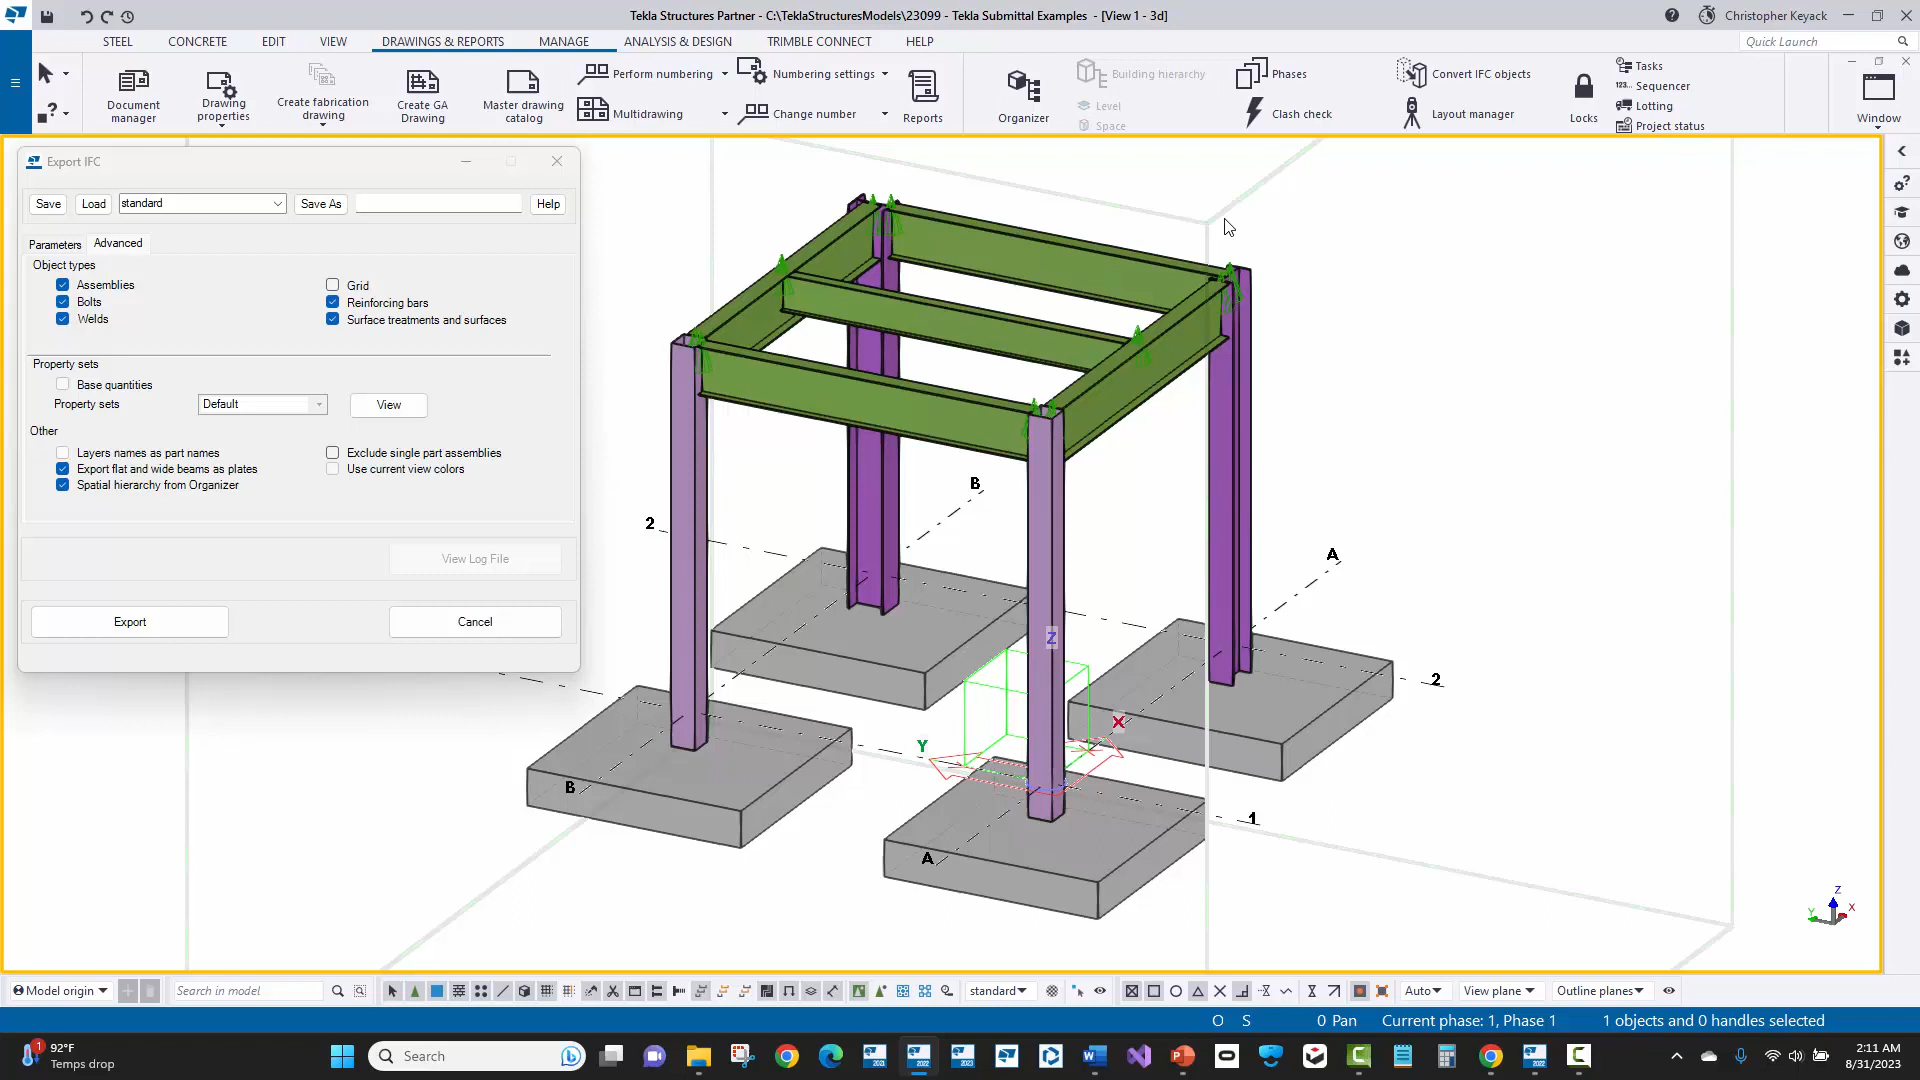 Tekla Structures Partner - C:\TeklaStructuresModels\23099 - Tekla Submittal Examples - [View 1 - 3d]
Christopher Keyack
STEEL CONCRETE EDIT VIEW DRAWINGS & REPORTS MANAGE ANALYSIS & DESIGN TRIMBLE CONNECT HELP
Quick Launch
Document manager
Drawing properties
Create fabrication drawing
Create GA Drawing
Master drawing catalog
Perform numbering
Multidrawing
Numbering settings
Change number
Reports
Organizer
Building hierarchy
Level
Space
Phases
Clash check
Convert IFC objects
Layout manager
Locks
Tasks
Sequencer
Lotting
Project status
Window
Export IFC
Save Load standard Save As Help
Parameters Advanced
Object types
Assemblies Grid
Bolts Reinforcing bars
Welds Surface treatments and surfaces
Property sets
Base quantities
Property sets Default View
Other
Layers names as part names Exclude single part assemblies
Export flat and wide beams as plates Use current view colors
Spatial hierarchy from Organizer
View Log File
Export Cancel
B
2
A
Z
2
X
Y
B
1
A
Z
Y X
Model origin Search in model standard Auto View plane Outline planes
O S 0 Pan Current phase: 1, Phase 1 1 objects and 0 handles selected
1 92°F
Temps drop
Search
2021 2022 2023 2022
2:11 AM
8/31/2023